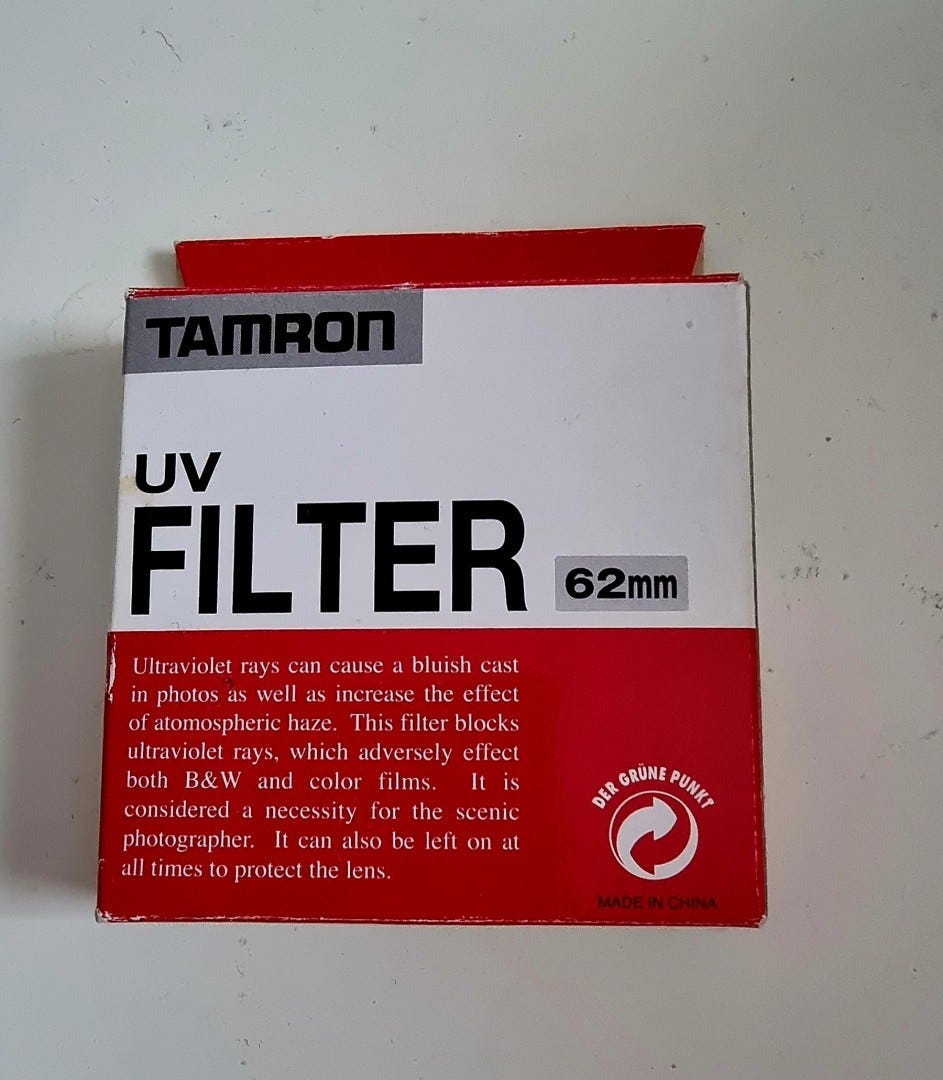 TAMRON
UV
FILTER
62mm
Ultraviolet rays can cause a bluish cast
in photos as well as increase the effect
of atomospheric haze. This filter blocks
ultraviolet rays, which adversely effect
both B&W and color films. It is
considered a necessity for the scenic
photographer. It can also be left on at
all times to protect the lens.
DER GRÜNE PUNKT
MADE IN CHINA